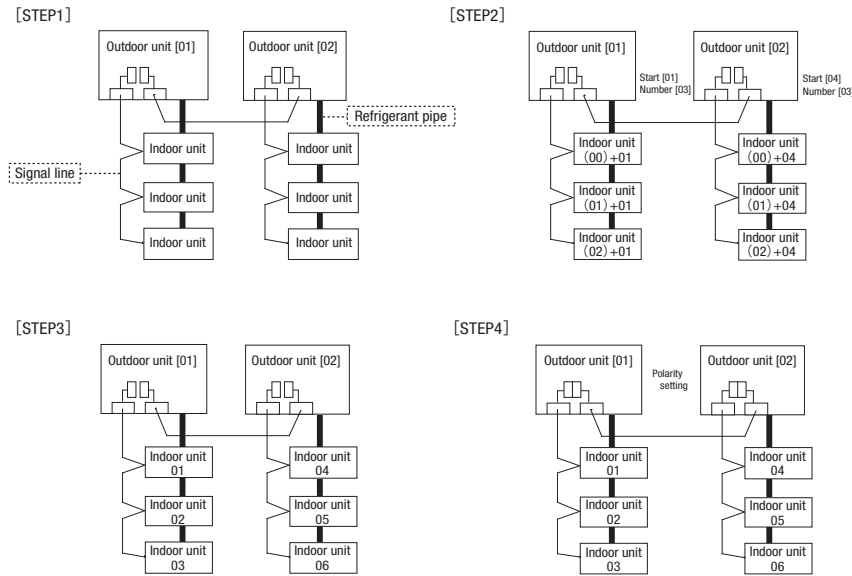 [STEP1]
Outdoor unit [01]
Outdoor unit [02]
Refrigerant pipe
Signal line
Indoor unit
Indoor unit
Indoor unit
Indoor unit
Indoor unit
Indoor unit
[STEP2]
Outdoor unit [01]
Start [01]
Number [03]
Outdoor unit [02]
Start [04]
Number [03]
Indoor unit
(00)+01
Indoor unit
(01)+01
Indoor unit
(02)+01
Indoor unit
(00)+04
Indoor unit
(01)+04
Indoor unit
(02)+04
[STEP3]
Outdoor unit [01]
Outdoor unit [02]
Indoor unit
01
Indoor unit
02
Indoor unit
03
Indoor unit
04
Indoor unit
05
Indoor unit
06
[STEP4]
Outdoor unit [01]
Polarity
setting
Outdoor unit [02]
Indoor unit
01
Indoor unit
02
Indoor unit
03
Indoor unit
04
Indoor unit
05
Indoor unit
06